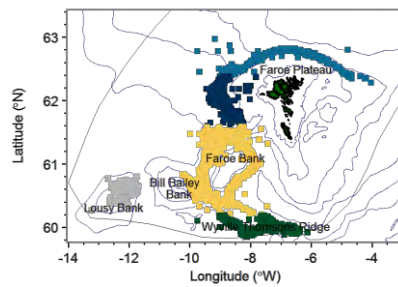 63
62
61
60
Latitude (°N)
Faroe Plateau
Faroe Bank
Bill Bailey
Bank
Lousy Bank
Wyville Thomsons Ridge
-14
-12
-10
-8
-6
-4
Longitude (°W)